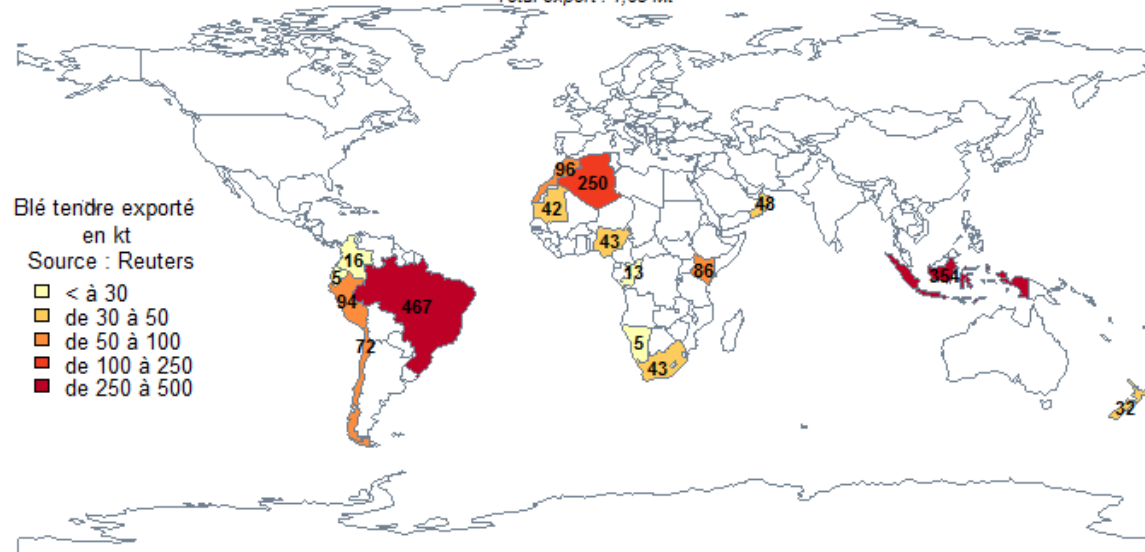 Blé tendre exporté
en kt
Source : Reuters
< à 30
de 30 à 50
de 50 à 100
de 100 à 250
de 250 à 500
96
250
42
48
43
16
5
13
86
354
94
467
72
5
43
32